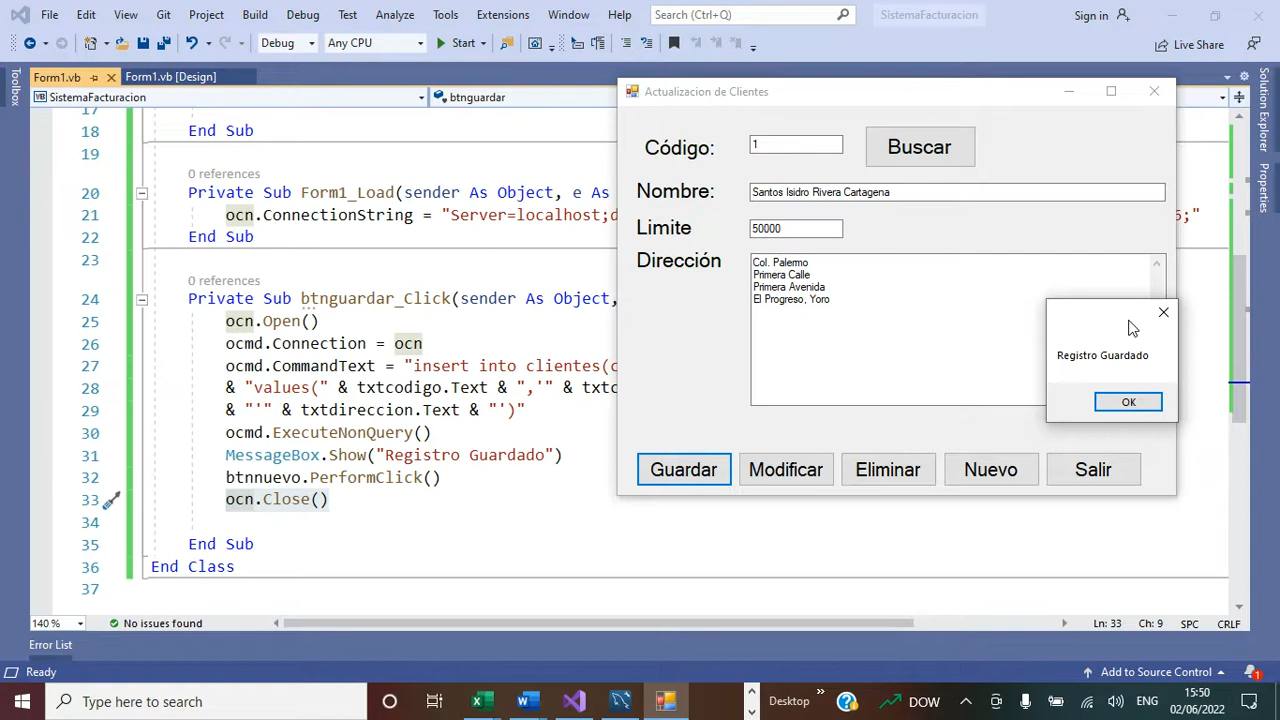 File Edit View Git Project Build Debug Test Analyze Tools Extensions Window Help Search (Ctrl+Q) SistemaFacturacion Sign in
Debug Any CPU Start Live Share
Form1.vb Form1.vb [Design]
SistemaFacturacion btnguardar
Toolbox
Solution Explorer
Properties
17
18 End Sub
19
0 references
20 Private Sub Form1_Load(sender As Object, e As
21 ocn.ConnectionString = "Server=localhost;d
22 End Sub
23
0 references
24 Private Sub btnguardar_Click(sender As Object,
25 ocn.Open()
26 ocmd.Connection = ocn
27 ocmd.CommandText = "insert into clientes(c
28 & "values(" & txtcodigo.Text & ",'" & txtc
29 & "'" & txtdireccion.Text & "')"
30 ocmd.ExecuteNonQuery()
31 MessageBox.Show("Registro Guardado")
32 btnnuevo.PerformClick()
33 ocn.Close()
34
35 End Sub
36 End Class
37
Actualizacion de Clientes
Código: 1 Buscar
Nombre: Santos Isidro Rivera Cartagena
Limite 50000
Dirección
Col. Palermo
Primera Calle
Primera Avenida
El Progreso, Yoro
Registro Guardado
OK
Guardar Modificar Eliminar Nuevo Salir
140 % No issues found Ln: 33 Ch: 9 SPC CRLF
Error List
Ready Add to Source Control 1
Type here to search Desktop DOW ENG 15:50
02/06/2022